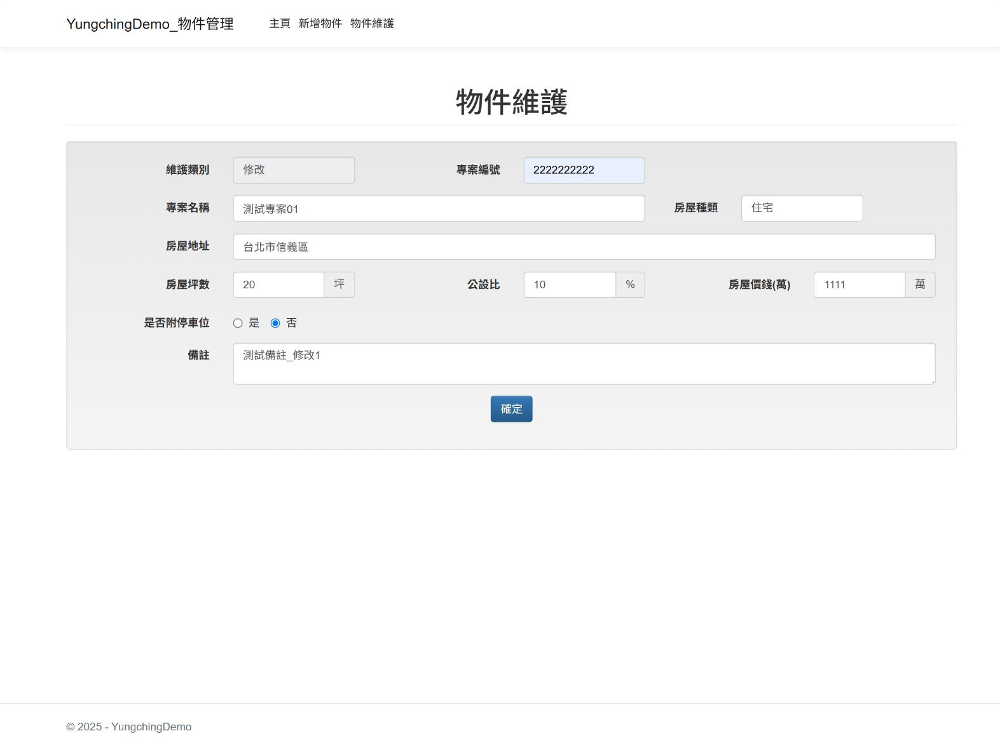 YungchingDemo_物件管理 主頁 新增物件 物件維護
物件維護
維護類別 修改 專案編號 2222222222
專案名稱 測試專案01 房屋種類 住宅
房屋地址 台北市信義區
房屋坪數 20 坪 公設比 10 % 房屋價錢(萬) 1111 萬
是否附停車位 是 否
備註 測試備註_修改1
確定
© 2025 - YungchingDemo